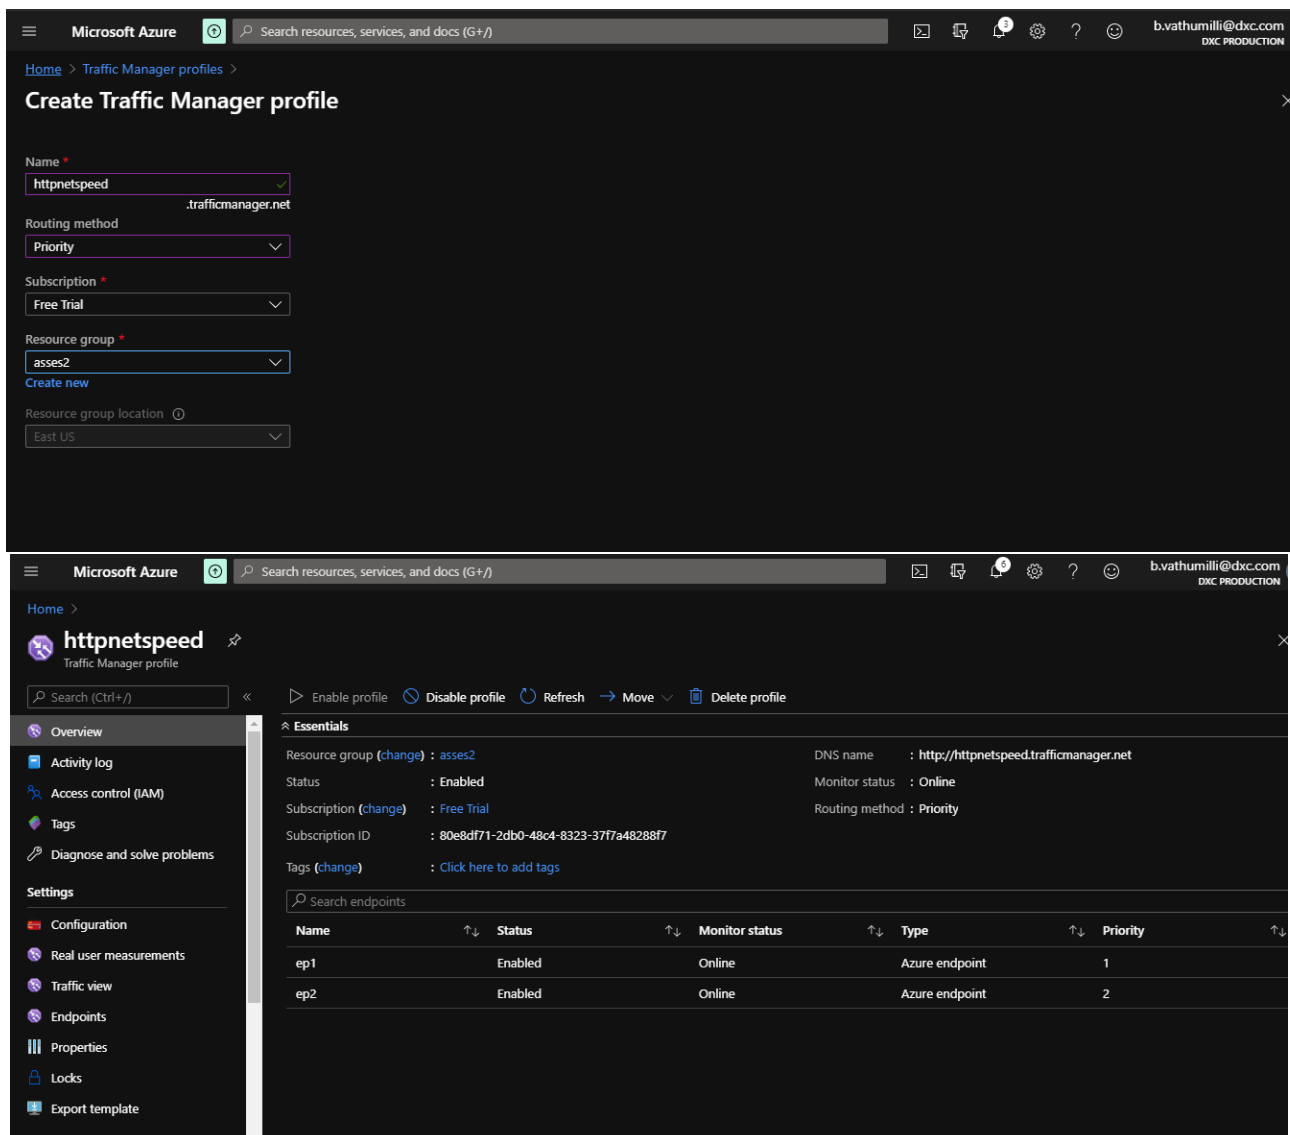 Microsoft Azure
Search resources, services, and docs (G+/)
3
b.vathumilli@dxc.com
DXC PRODUCTION
Home > Traffic Manager profiles >
Create Traffic Manager profile
Name *
httpnetspeed
.trafficmanager.net
Routing method
Priority
Subscription *
Free Trial
Resource group *
asses2
Create new
Resource group location
East US
Microsoft Azure
Search resources, services, and docs (G+/)
6
b.vathumilli@dxc.com
DXC PRODUCTION
Home >
httpnetspeed
Traffic Manager profile
Search (Ctrl+/)
«
Enable profile Disable profile Refresh Move Delete profile
Overview
Activity log
Access control (IAM)
Tags
Diagnose and solve problems
Settings
Configuration
Real user measurements
Traffic view
Endpoints
Properties
Locks
Export template
Essentials
Resource group (change) : asses2
Status : Enabled
Subscription (change) : Free Trial
Subscription ID : 80e8df71-2db0-48c4-8323-37f7a48288f7
Tags (change) : Click here to add tags
DNS name : http://httpnetspeed.trafficmanager.net
Monitor status : Online
Routing method : Priority
Search endpoints
Name Status Monitor status Type Priority
ep1 Enabled Online Azure endpoint 1
ep2 Enabled Online Azure endpoint 2